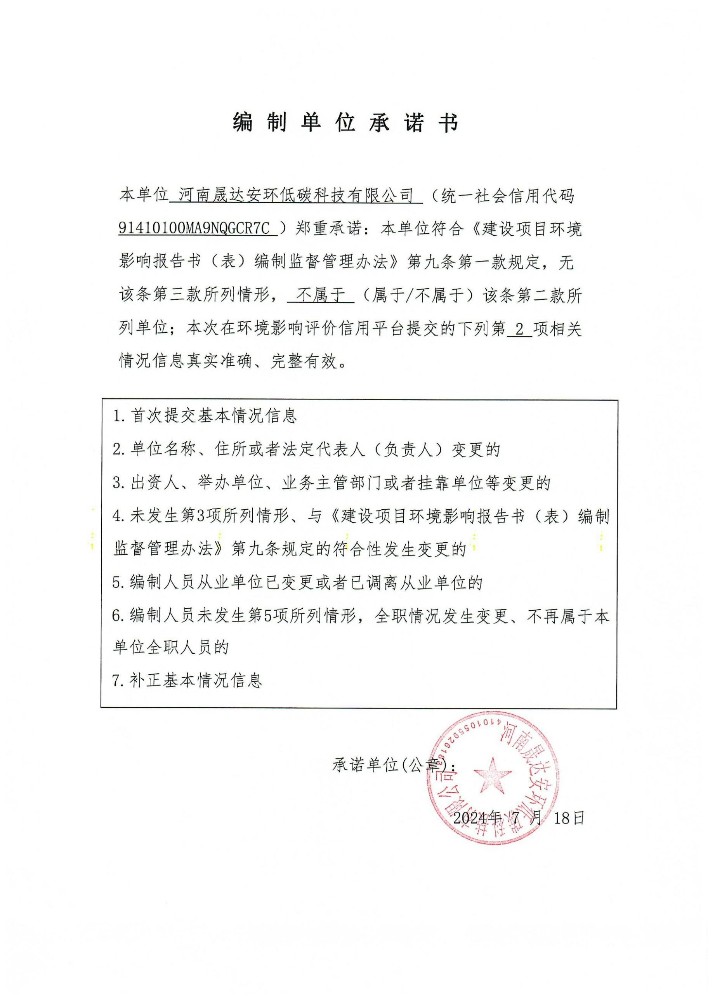 编制单位承诺书
本单位 河南晟达安环低碳科技有限公司 （统一社会信用代码
91410100MA9NQGCR7C ）郑重承诺：本单位符合《建设项目环境
影响报告书（表）编制监督管理办法》第九条第一款规定，无
该条第三款所列情形， 不属于 （属于/不属于）该条第二款所
列单位；本次在环境影响评价信用平台提交的下列第 2 项相关
情况信息真实准确、完整有效。
1. 首次提交基本情况信息
2. 单位名称、住所或者法定代表人（负责人）变更的
3. 出资人、举办单位、业务主管部门或者挂靠单位等变更的
4. 未发生第3项所列情形、与《建设项目环境影响报告书（表）编制
监督管理办法》第九条规定的符合性发生变更的
5. 编制人员从业单位已变更或者已调离从业单位的
6. 编制人员未发生第5项所列情形，全职情况发生变更、不再属于本
单位全职人员的
7. 补正基本情况信息
承诺单位(公章)：
河南晟达安环低碳科技有限公司
4101055926183
2024年 7 月 18日